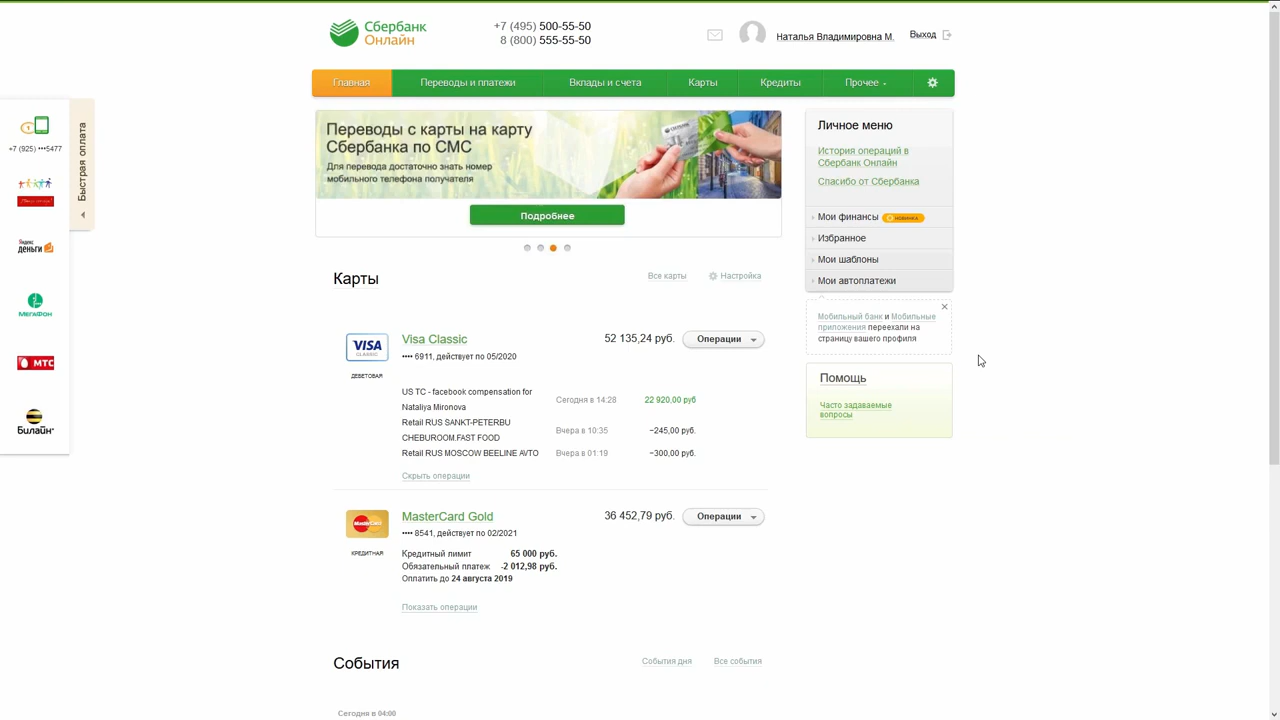 Сбербанк
Онлайн
+7 (495) 500-55-50
8 (800) 555-55-50
Наталья Владимировна М.
Выход
Главная
Переводы и платежи
Вклады и счета
Карты
Кредиты
Прочее
Быстрая оплата
+7 (925) •••5477
Яндекс
деньги
МЕГАФОН
МТС
Билайн
Переводы с карты на карту
Сбербанка по СМС
Для перевода достаточно знать номер
мобильного телефона получателя
Подробнее
Личное меню
История операций в
Сбербанк Онлайн
Спасибо от Сбербанка
Мои финансы НОВИНКА
Избранное
Мои шаблоны
Мои автоплатежи
Мобильный банк и Мобильные
приложения переехали на
страницу вашего профиля
Помощь
Часто задаваемые
вопросы
Карты
Все карты
Настройка
VISA
CLASSIC
ДЕБЕТОВАЯ
Visa Classic
52 135,24 руб.
Операции
•••• 6911, действует по 05/2020
US TC - facebook compensation for
Nataliya Mironova
Сегодня в 14:28
22 920,00 руб
Retail RUS SANKT-PETERBU
CHEBUROOM.FAST FOOD
Вчера в 10:35
−245,00 руб.
Retail RUS MOSCOW BEELINE AVTO
Вчера в 01:19
−300,00 руб.
Скрыть операции
MasterCard
КРЕДИТНАЯ
MasterCard Gold
36 452,79 руб.
Операции
•••• 8541, действует по 02/2021
Кредитный лимит 65 000 руб.
Обязательный платеж -2 012,98 руб.
Оплатить до 24 августа 2019
Показать операции
События
События дня
Все события
Сегодня в 04:00